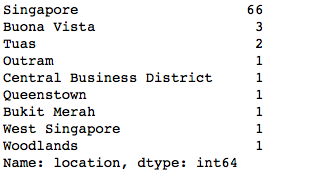 Singapore 66
Buona Vista 3
Tuas 2
Outram 1
Central Business District 1
Queenstown 1
Bukit Merah 1
West Singapore 1
Woodlands 1
Name: location, dtype: int64